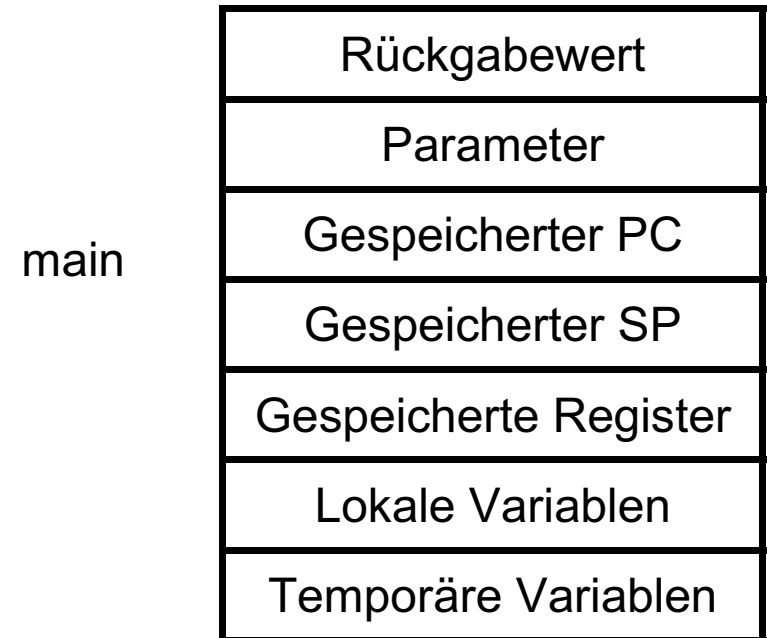 Rückgabewert
Parameter
Gespeicherter PC
main
Gespeicherter SP
Gespeicherte Register
Lokale Variablen
Temporäre Variablen